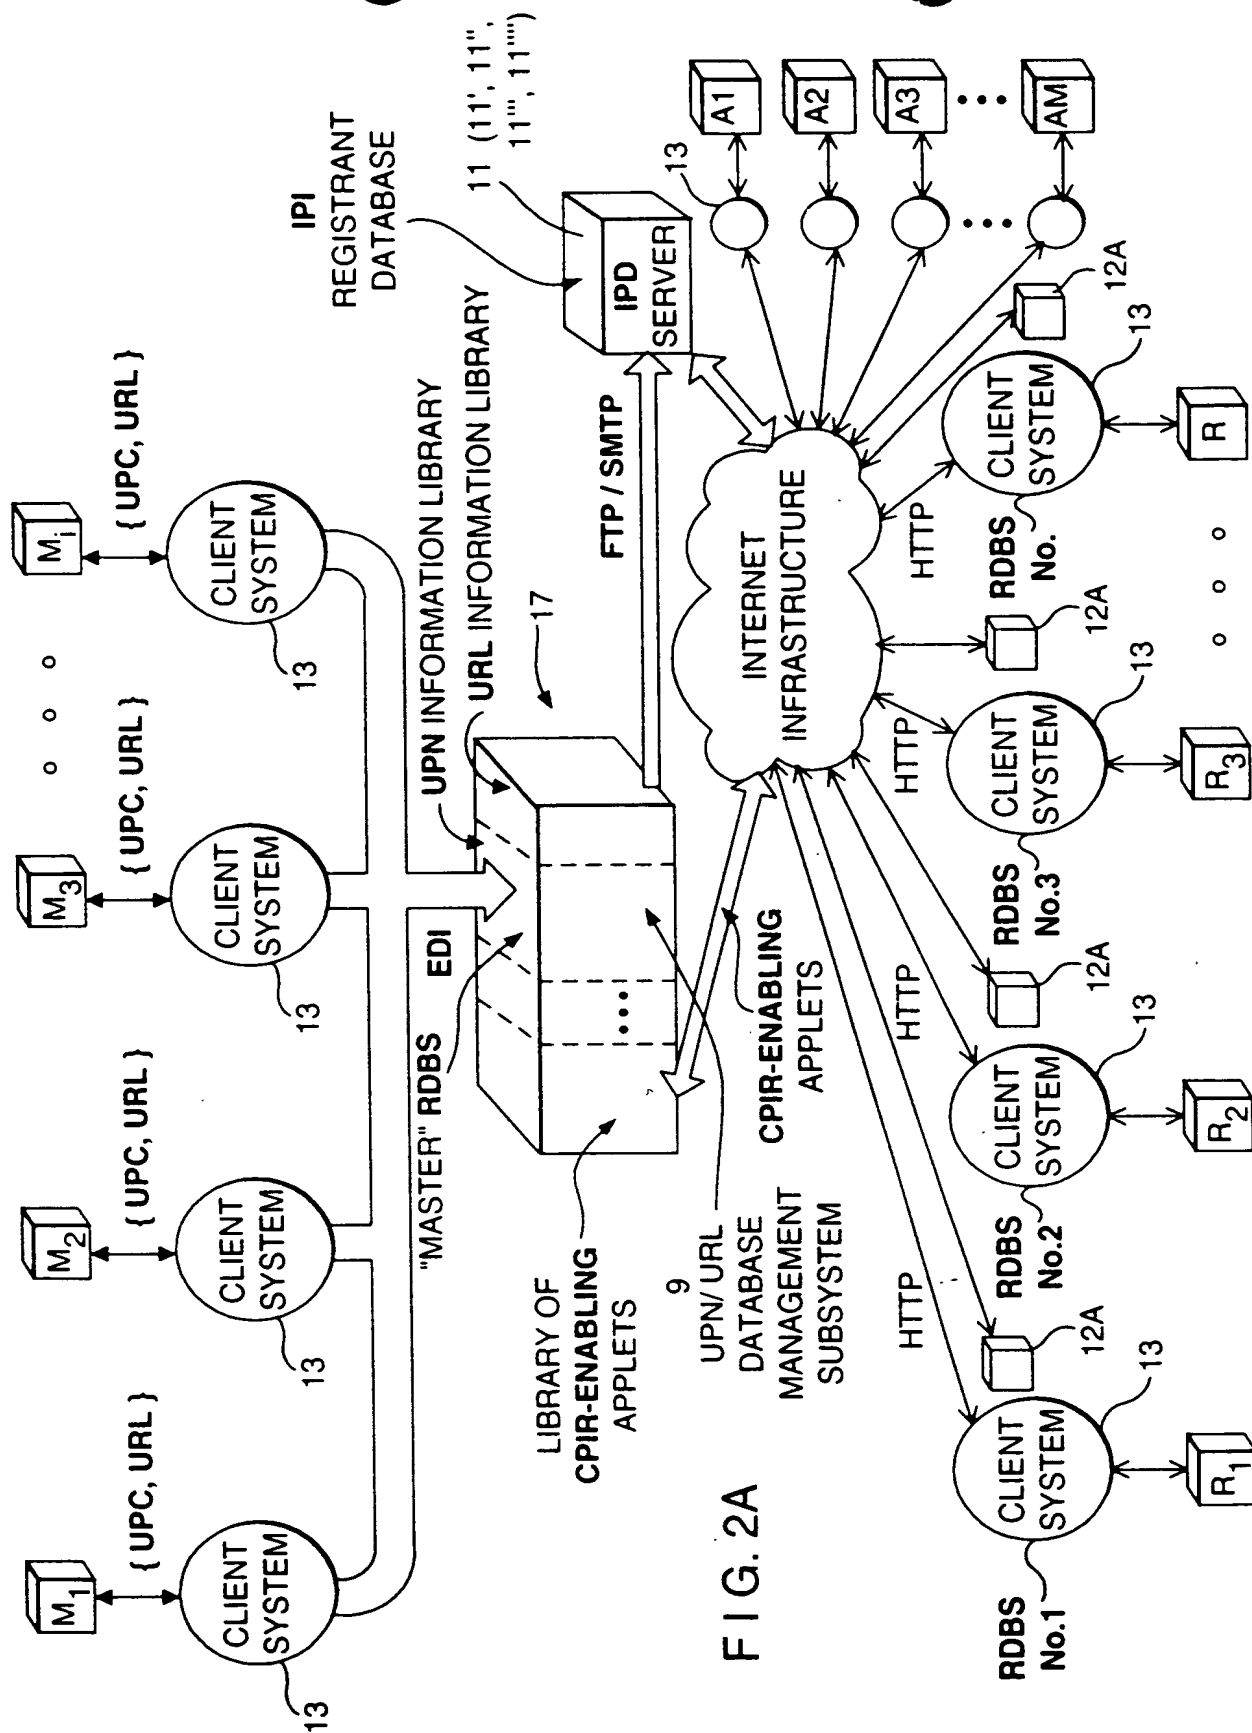 M1
M2
M3
Mi
{ UPC, URL }
{ UPC, URL }
{ UPC, URL }
{ UPC, URL }
CLIENT
SYSTEM
CLIENT
SYSTEM
CLIENT
SYSTEM
CLIENT
SYSTEM
13
13
13
13
"MASTER" RDBS
EDI
UPN INFORMATION LIBRARY
URL INFORMATION LIBRARY
17
IPI
REGISTRANT
DATABASE
11 (11', 11'',
11''', 11'''')
IPD
SERVER
FTP / SMTP
LIBRARY OF
CPIR-ENABLING
APPLETS
9
UPN/ URL
DATABASE
MANAGEMENT
SUBSYSTEM
CPIR-ENABLING
APPLETS
INTERNET
INFRASTRUCTURE
13
A1
A2
A3
AM
FIG. 2A
HTTP
HTTP
HTTP
HTTP
12A
12A
12A
12A
RDBS
No.1
CLIENT
SYSTEM
13
RDBS
No.2
CLIENT
SYSTEM
13
RDBS
No.3
CLIENT
SYSTEM
13
RDBS
No.
CLIENT
SYSTEM
13
R1
R2
R3
R